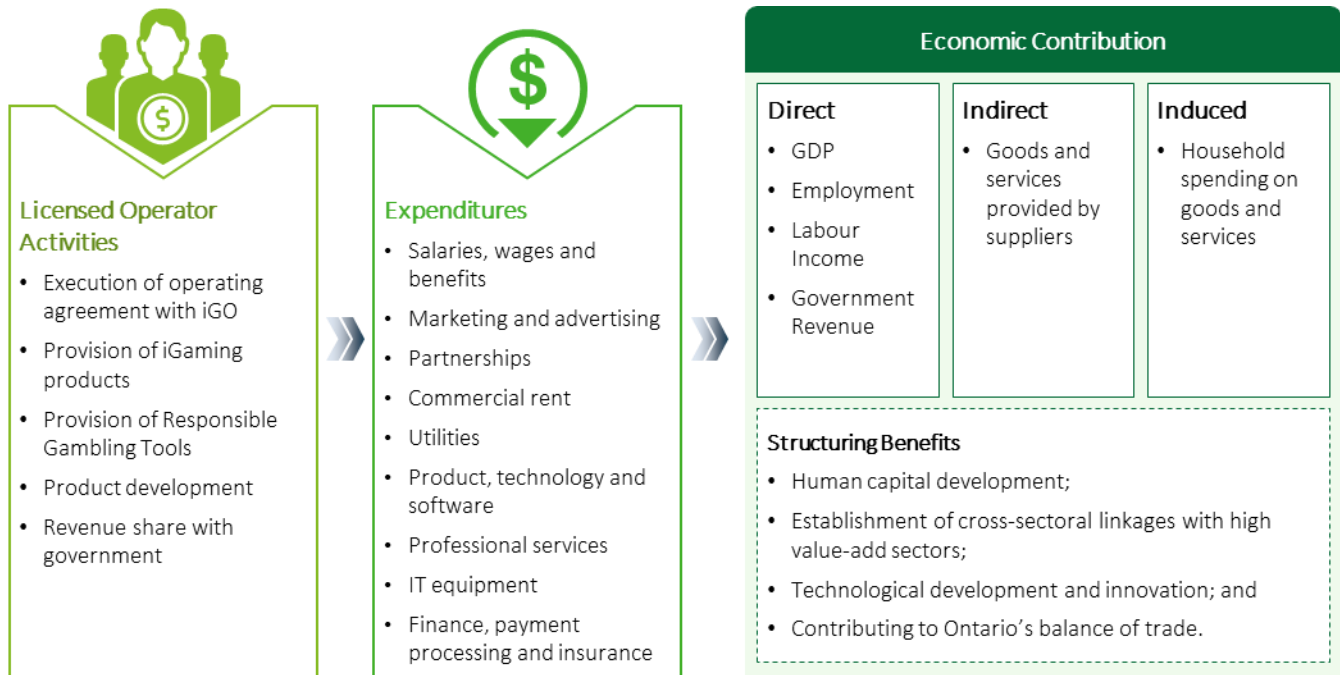 $
Licensed Operator
Activities
• Execution of operating
agreement with iGO
• Provision of iGaming
products
• Provision of Responsible
Gambling Tools
• Product development
• Revenue share with
government
$
Expenditures
• Salaries, wages and
benefits
• Marketing and advertising
• Partnerships
• Commercial rent
• Utilities
• Product, technology and
software
• Professional services
• IT equipment
• Finance, payment
processing and insurance
Economic Contribution
Direct
• GDP
• Employment
• Labour
Income
• Government
Revenue
Indirect
• Goods and
services
provided by
suppliers
Induced
• Household
spending on
goods and
services
Structuring Benefits
• Human capital development;
• Establishment of cross-sectoral linkages with high
value-add sectors;
• Technological development and innovation; and
• Contributing to Ontario’s balance of trade.